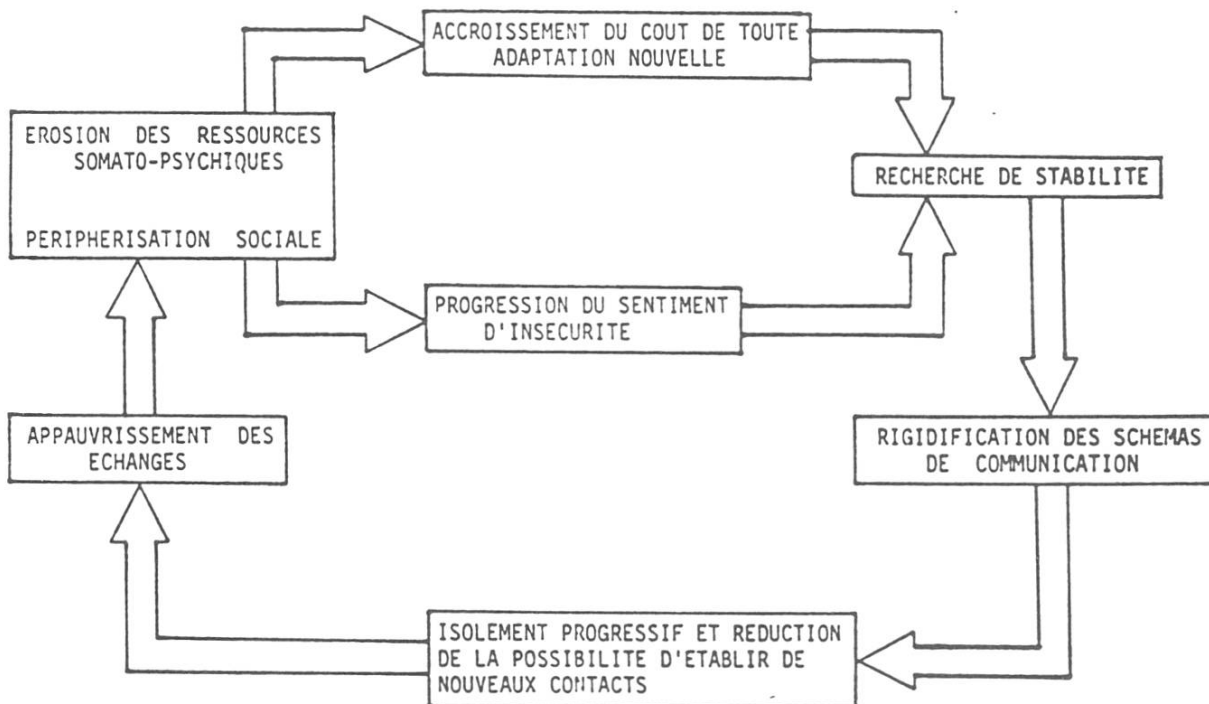 ACCROISSEMENT DU COUT DE TOUTE
ADAPTATION NOUVELLE
EROSION DES RESSOURCES
SOMATO-PSYCHIQUES
PERIPHERISATION SOCIALE
RECHERCHE DE STABILITE
PROGRESSION DU SENTIMENT
D'INSECURITE
APPAUVRISSEMENT DES
ECHANGES
RIGIDIFICATION DES SCHEMAS
DE COMMUNICATION
ISOLEMENT PROGRESSIF ET REDUCTION
DE LA POSSIBILITE D'ETABLIR DE
NOUVEAUX CONTACTS